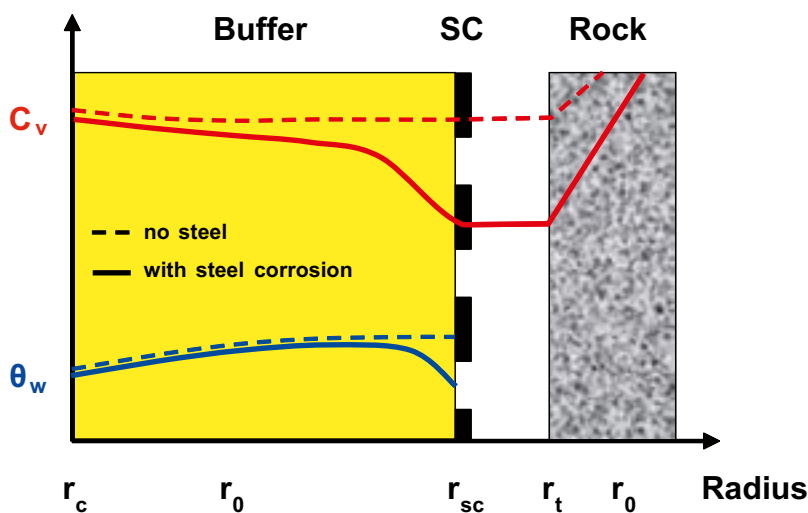 Buffer SC Rock
Cv
no steel
with steel corrosion
θw
rc r0 rsc rt r0 Radius